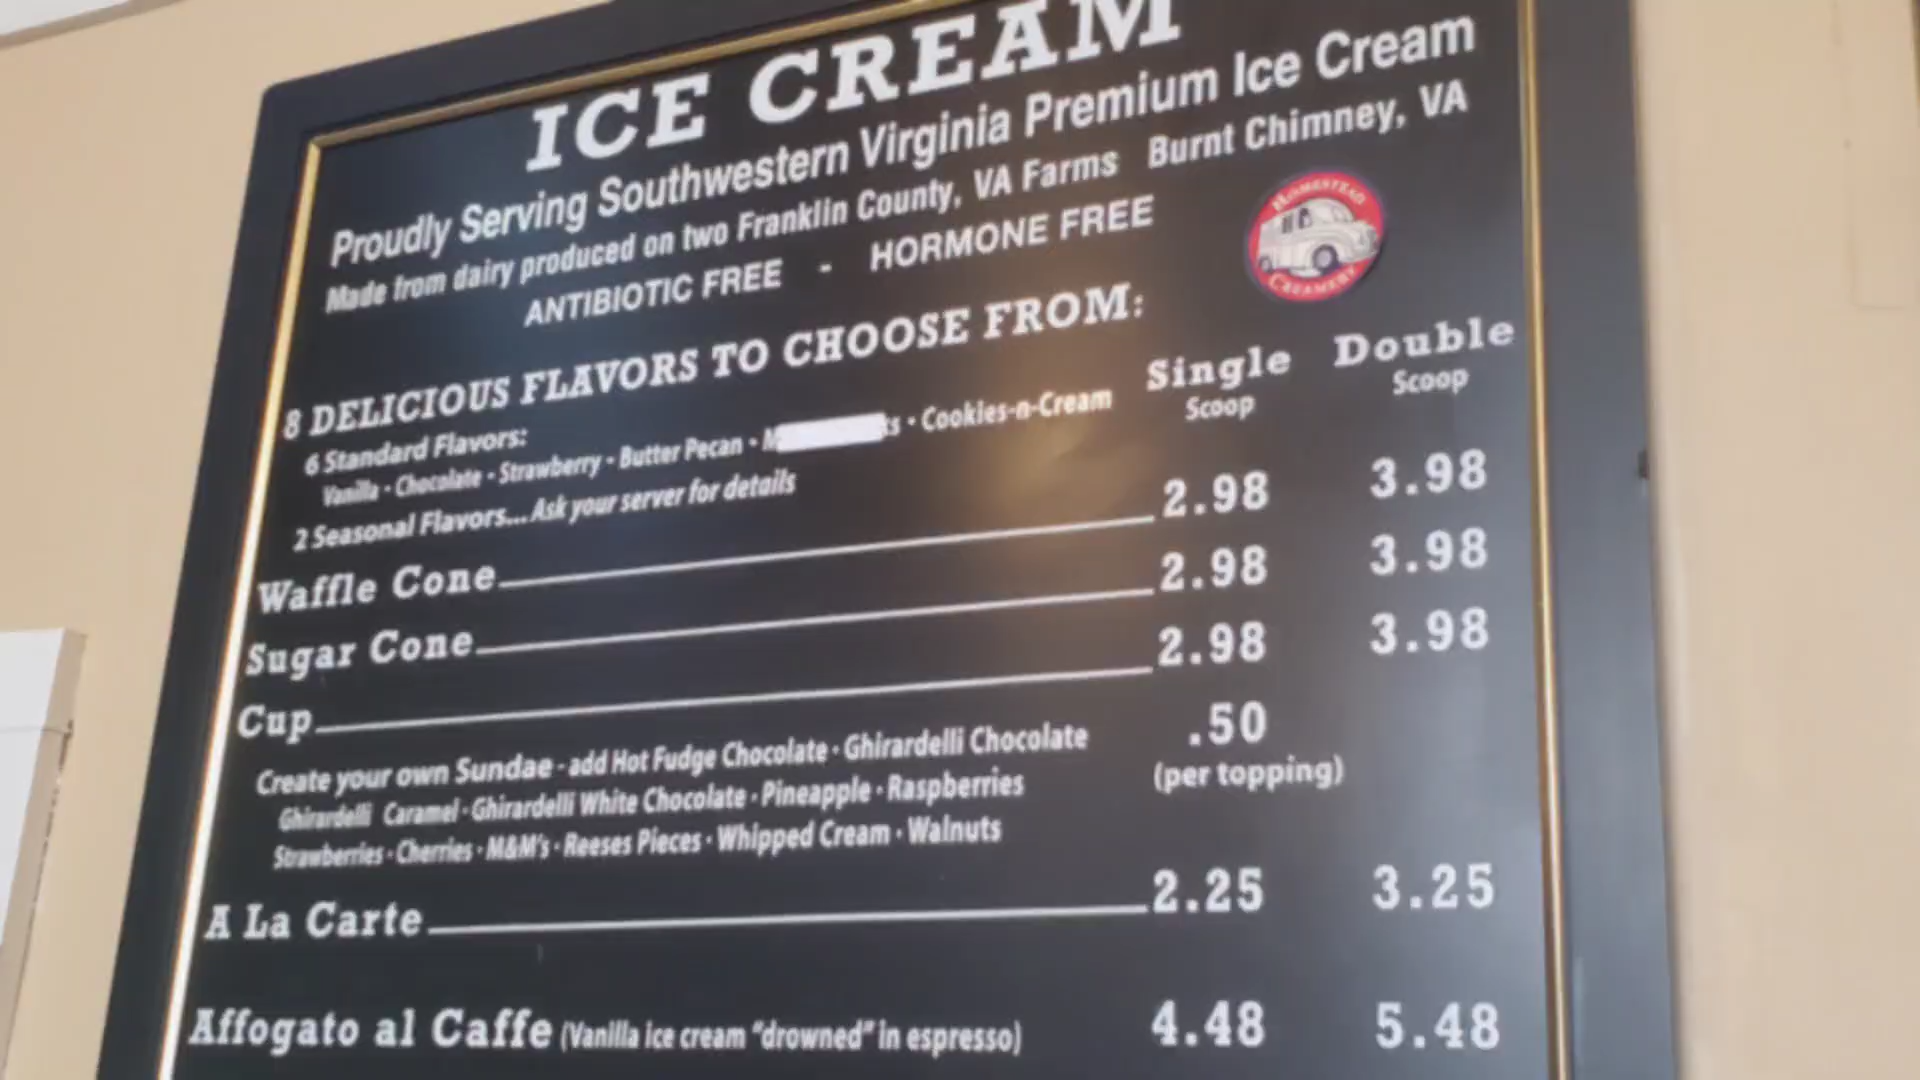 ICE CREAM
Proudly Serving Southwestern Virginia Premium Ice Cream
Made from dairy produced on two Franklin County, VA Farms Burnt Chimney, VA
ANTIBIOTIC FREE - HORMONE FREE
HOMESTEAD
CREAMERY
8 DELICIOUS FLAVORS TO CHOOSE FROM:
Single Double
Scoop Scoop
6 Standard Flavors:
Vanilla • Chocolate • Strawberry • Butter Pecan • • Cookies-n-Cream
2 Seasonal Flavors... Ask your server for details
Waffle Cone 2.98 3.98
Sugar Cone 2.98 3.98
Cup 2.98 3.98
Create your own Sundae - add Hot Fudge Chocolate • Ghirardelli Chocolate .50
Ghirardelli Caramel • Ghirardelli White Chocolate • Pineapple • Raspberries (per topping)
Strawberries • Cherries • M&M's • Reeses Pieces • Whipped Cream • Walnuts
A La Carte 2.25 3.25
Affogato al Caffe (Vanilla ice cream "drowned" in espresso) 4.48 5.48